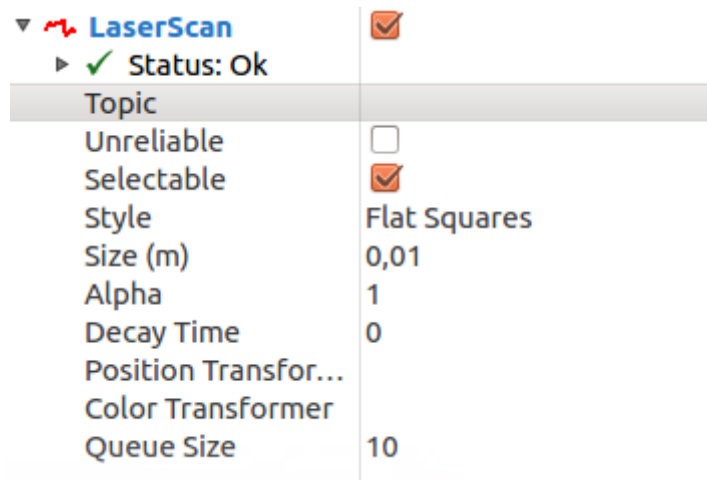 LaserScan
Status: Ok
Topic
Unreliable
Selectable
Style Flat Squares
Size (m) 0,01
Alpha 1
Decay Time 0
Position Transfor...
Color Transformer
Queue Size 10